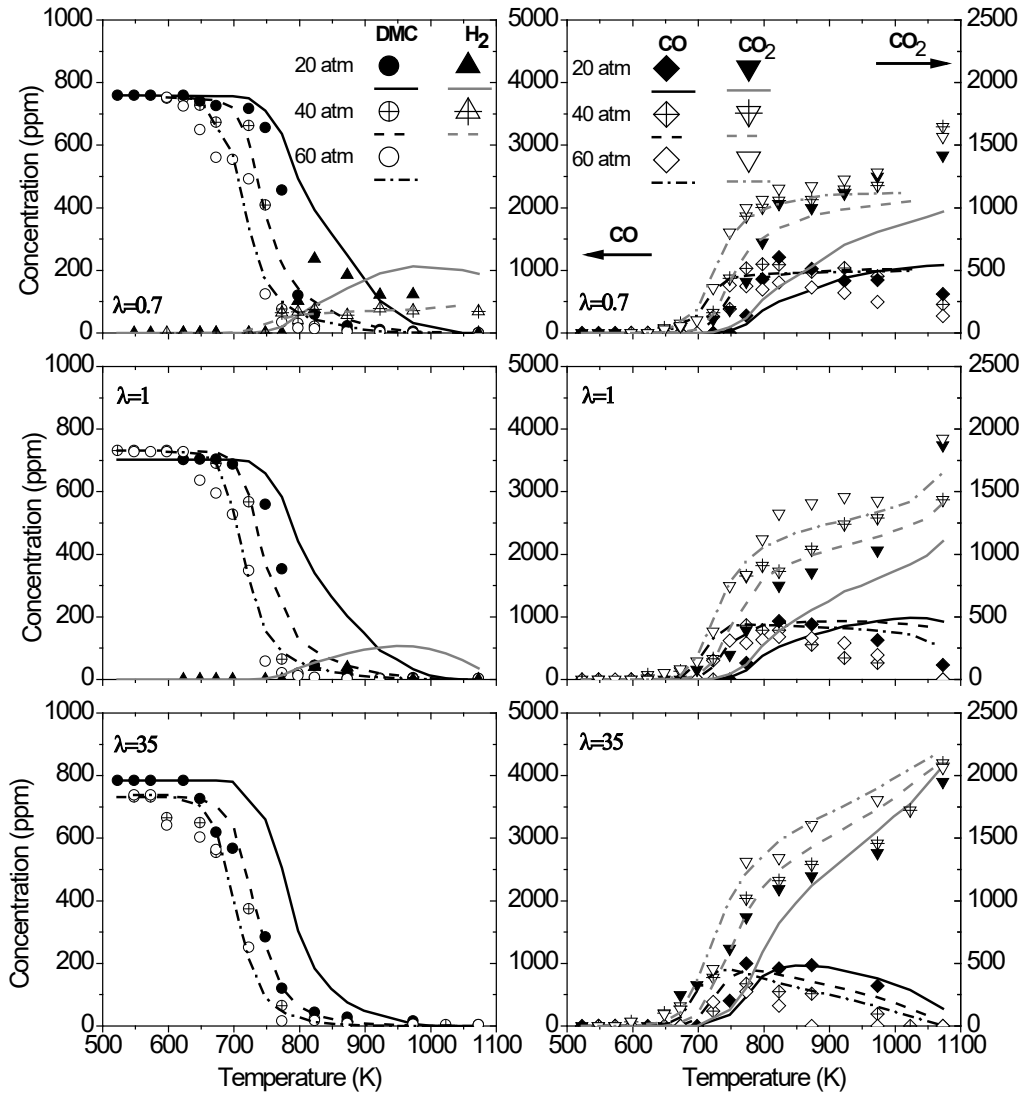 1000
800
600
400
200
0
Concentration (ppm)
DMC H2
20 atm
40 atm
60 atm
λ=0.7
5000
4000
3000
2000
1000
0
CO CO2
20 atm
40 atm
60 atm
CO2
CO
λ=0.7
2500
2000
1500
1000
500
0
1000
800
600
400
200
0
Concentration (ppm)
λ=1
5000
4000
3000
2000
1000
0
λ=1
2500
2000
1500
1000
500
0
1000
800
600
400
200
0
Concentration (ppm)
λ=35
500 600 700 800 900 1000 1100
Temperature (K)
5000
4000
3000
2000
1000
0
λ=35
2500
2000
1500
1000
500
0
500 600 700 800 900 1000 1100
Temperature (K)